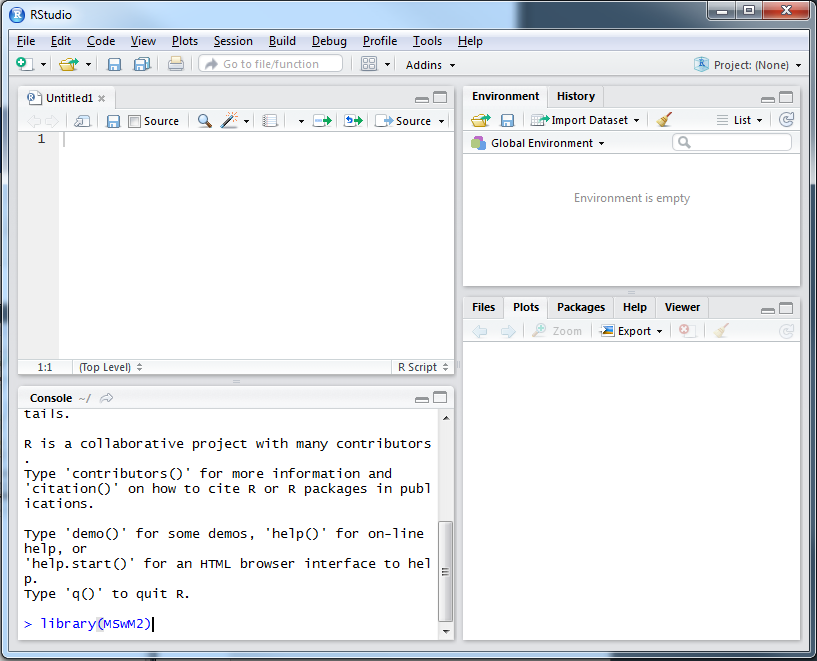 RStudio
File Edit Code View Plots Session Build Debug Profile Tools Help
Go to file/function Addins Project: (None)
Untitled1
Source Source
1
1:1 (Top Level) R Script
Console ~/
tails.
R is a collaborative project with many contributors
.
Type 'contributors()' for more information and
'citation()' on how to cite R or R packages in publ
ications.
Type 'demo()' for some demos, 'help()' for on-line
help, or
'help.start()' for an HTML browser interface to hel
p.
Type 'q()' to quit R.
> library(MSwM2)
Environment History
Import Dataset List
Global Environment
Environment is empty
Files Plots Packages Help Viewer
Zoom Export